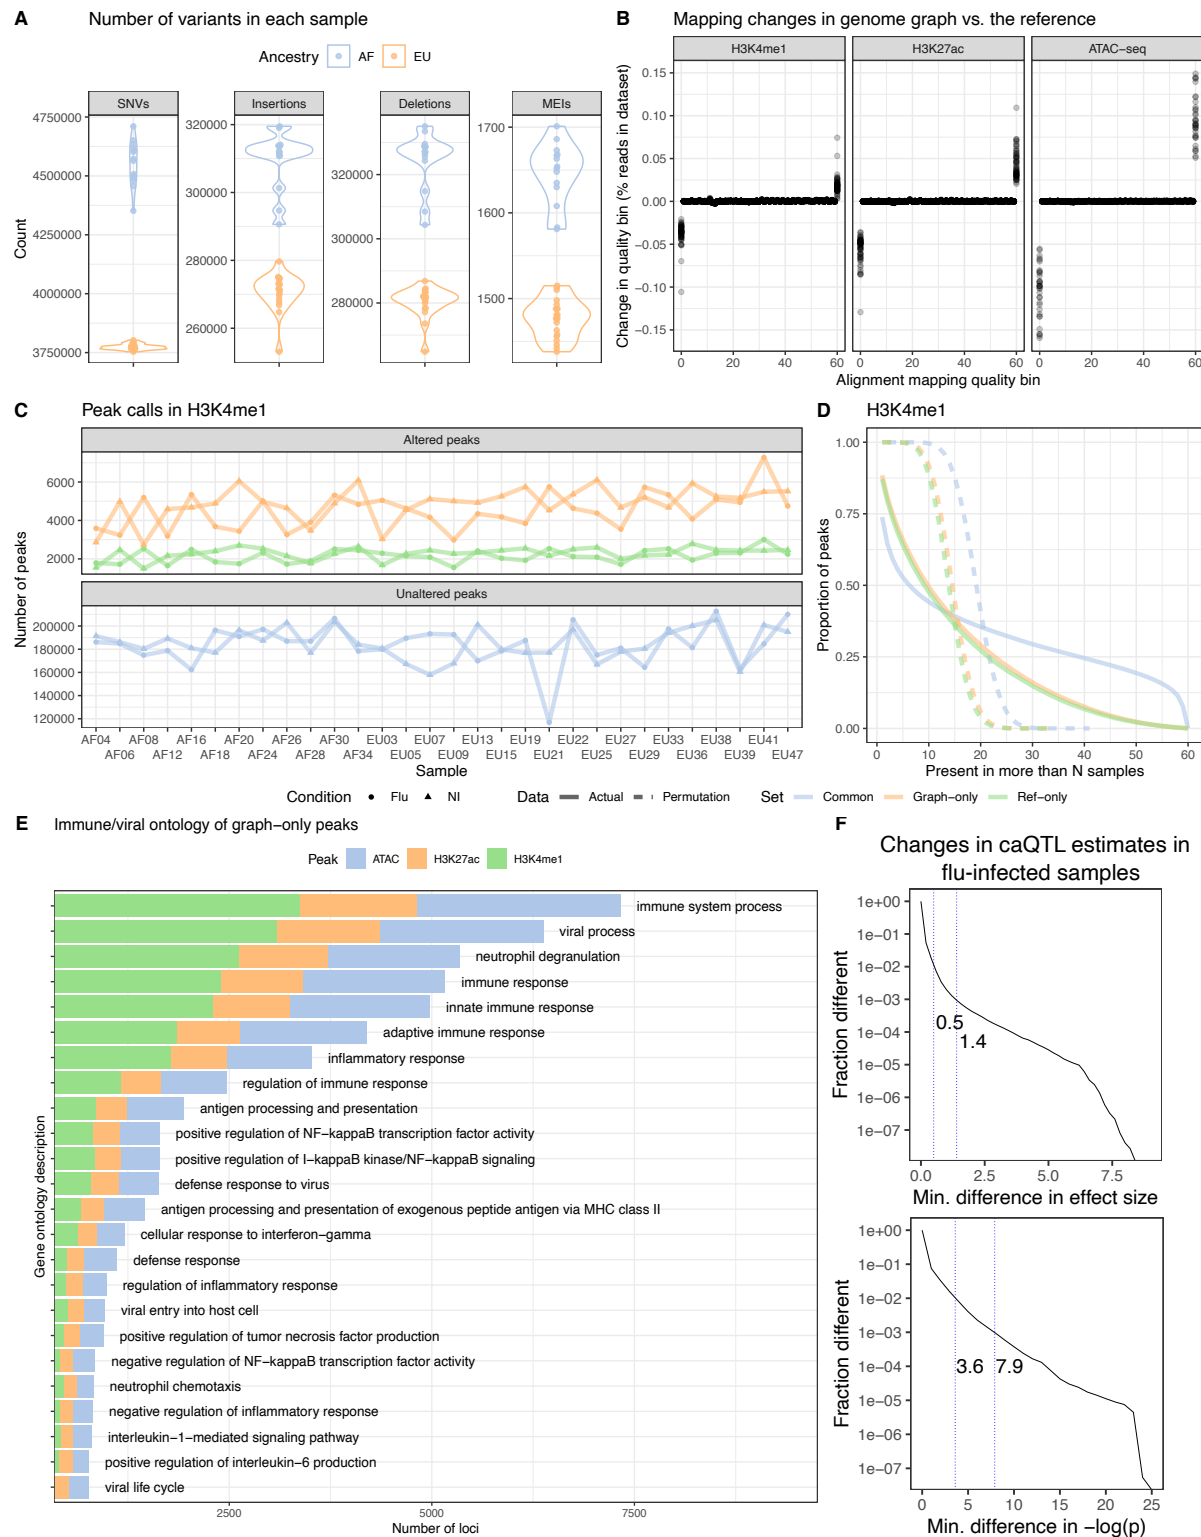 A Number of variants in each sample
Ancestry AF EU
SNVs Insertions Deletions MEIs
Count
4750000
4500000
4250000
4000000
3750000
320000
300000
280000
260000
320000
300000
280000
1700
1600
1500
B Mapping changes in genome graph vs. the reference
H3K4me1 H3K27ac ATAC−seq
Change in quality bin (% reads in dataset)
0.15
0.10
0.05
0.00
−0.05
−0.10
−0.15
0 20 40 60 0 20 40 60 0 20 40 60
Alignment mapping quality bin
C Peak calls in H3K4me1
Altered peaks
6000
4000
2000
Unaltered peaks
200000
180000
160000
140000
120000
Number of peaks
AF04 AF08 AF16 AF20 AF26 AF30 EU03 EU07 EU13 EU19 EU22 EU27 EU33 EU38 EU41
AF06 AF12 AF18 AF24 AF28 AF34 EU05 EU09 EU15 EU21 EU25 EU29 EU36 EU39 EU47
Sample
D H3K4me1
Proportion of peaks
1.00
0.75
0.50
0.25
0.00
0 10 20 30 40 50 60
Present in more than N samples
Condition Flu NI Data Actual Permutation Set Common Graph−only Ref−only
E Immune/viral ontology of graph−only peaks
Peak ATAC H3K27ac H3K4me1
Gene ontology description
immune system process
viral process
neutrophil degranulation
immune response
innate immune response
adaptive immune response
inflammatory response
regulation of immune response
antigen processing and presentation
positive regulation of NF−kappaB transcription factor activity
positive regulation of I−kappaB kinase/NF−kappaB signaling
defense response to virus
antigen processing and presentation of exogenous peptide antigen via MHC class II
cellular response to interferon−gamma
defense response
regulation of inflammatory response
viral entry into host cell
positive regulation of tumor necrosis factor production
negative regulation of NF−kappaB transcription factor activity
neutrophil chemotaxis
negative regulation of inflammatory response
interleukin−1−mediated signaling pathway
positive regulation of interleukin−6 production
viral life cycle
2500 5000 7500
Number of loci
F Changes in caQTL estimates in
flu−infected samples
Fraction different
1e+00
1e−01
1e−02
1e−03
1e−04
1e−05
1e−06
1e−07
0.5
1.4
0.0 2.5 5.0 7.5
Min. difference in effect size
Fraction different
1e+00
1e−01
1e−02
1e−03
1e−04
1e−05
1e−06
1e−07
3.6 7.9
0 5 10 15 20 25
Min. difference in −log(p)